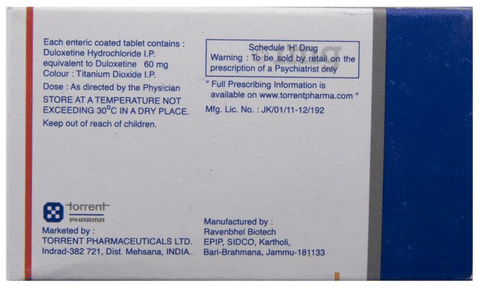 Each enteric coated tablet contains :
Duloxetine Hydrochloride I.P.
equivalent to Duloxetine 60 mg
Colour : Titanium Dioxide I.P.
Dose : As directed by the Physician
STORE AT A TEMPERATURE NOT
EXCEEDING 30°C IN A DRY PLACE.
Keep out of reach of children.
Schedule 'H' Drug
Warning : To be sold by retail on the
prescription of a Psychiatrist only
" Full Prescribing Information is
available on www.torrentpharma.com "
Mfg. Lic. No. : JK/01/11-12/192
torrent
PHARMA
Marketed by :
TORRENT PHARMACEUTICALS LTD.
Indrad-382 721, Dist. Mehsana, INDIA.
Manufactured by :
Ravenbhel Biotech
EPIP, SIDCO, Kartholi,
Bari-Brahmana, Jammu-181133